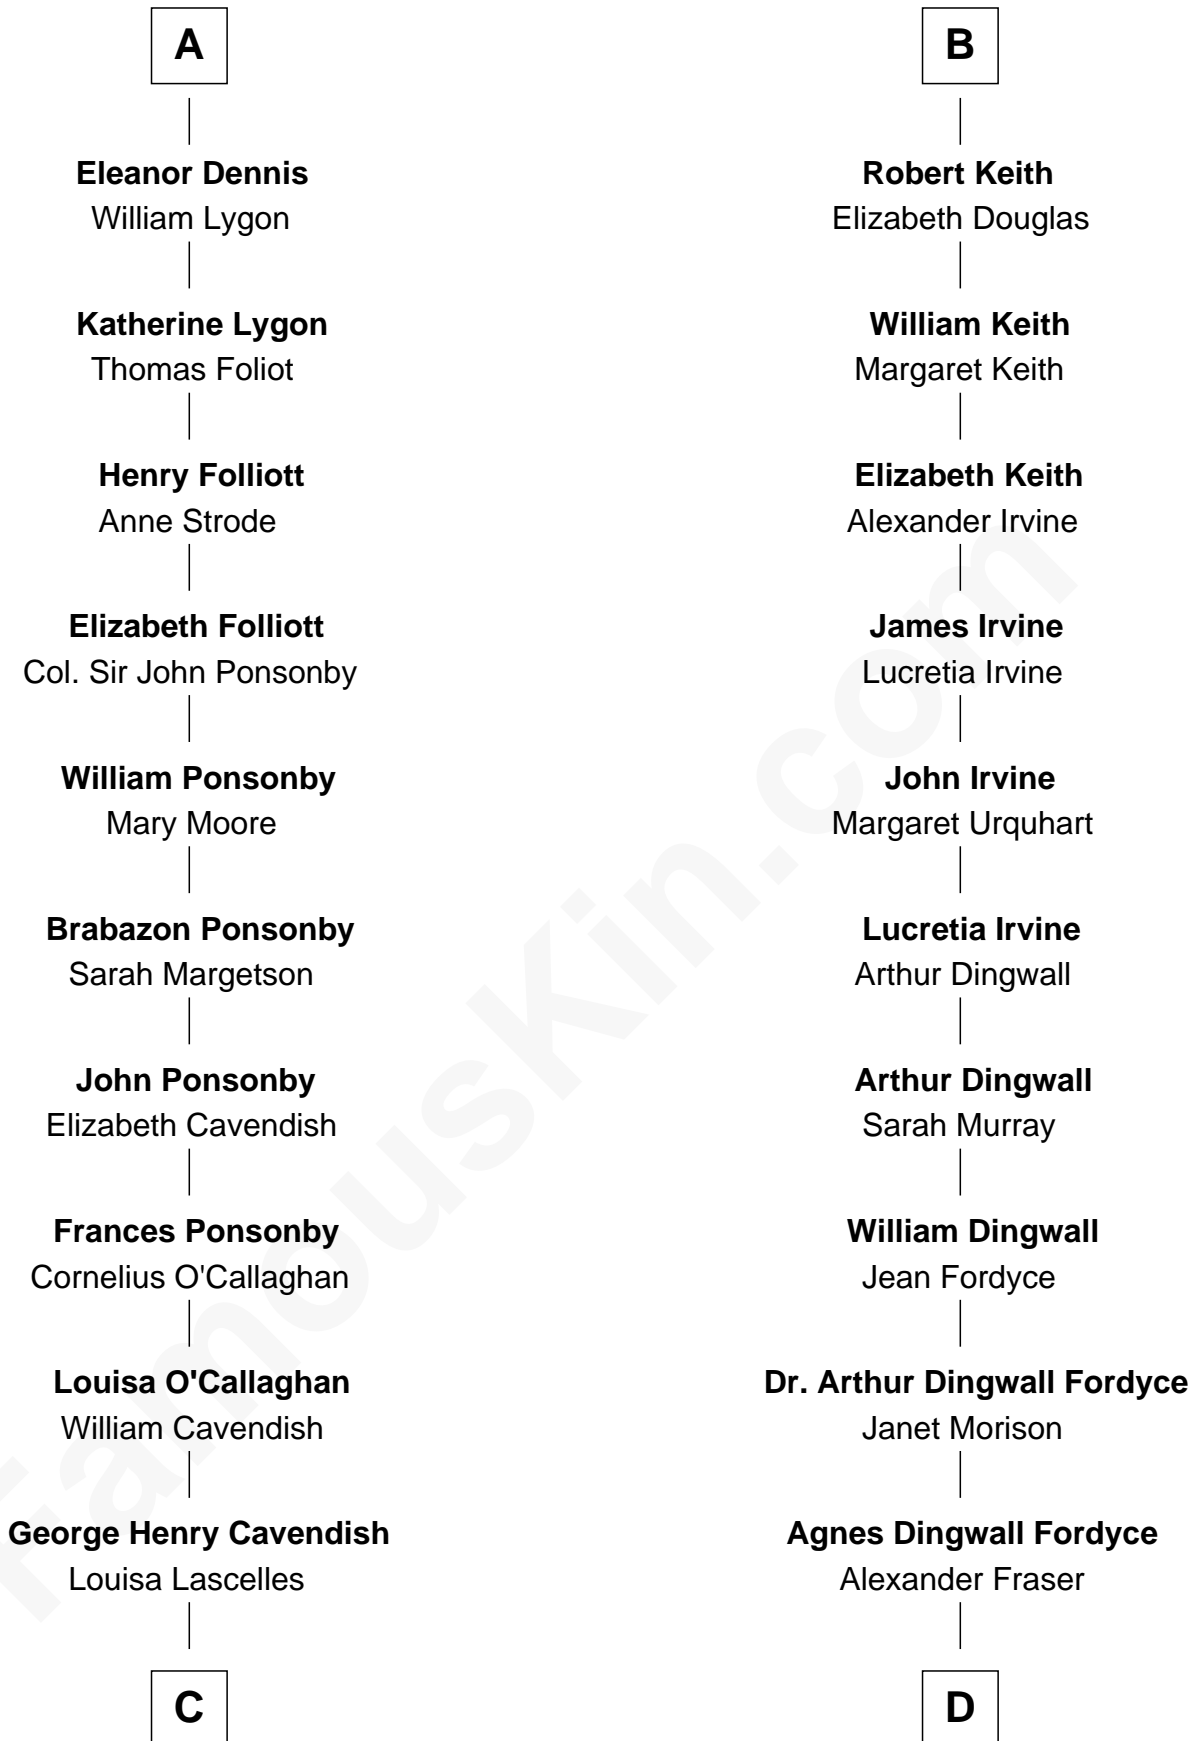 A
Eleanor Dennis
William Lygon
Katherine Lygon
Thomas Foliot
Henry Folliott
Anne Strode
Elizabeth Folliott
Col. Sir John Ponsonby
William Ponsonby
Mary Moore
Brabazon Ponsonby
Sarah Margetson
John Ponsonby
Elizabeth Cavendish
Frances Ponsonby
Cornelius O'Callaghan
Louisa O'Callaghan
William Cavendish
George Henry Cavendish
Louisa Lascelles
C
B
Robert Keith
Elizabeth Douglas
William Keith
Margaret Keith
Elizabeth Keith
Alexander Irvine
James Irvine
Lucretia Irvine
John Irvine
Margaret Urquhart
Lucretia Irvine
Arthur Dingwall
Arthur Dingwall
Sarah Murray
William Dingwall
Jean Fordyce
Dr. Arthur Dingwall Fordyce
Janet Morison
Agnes Dingwall Fordyce
Alexander Fraser
D
FamousKin.com